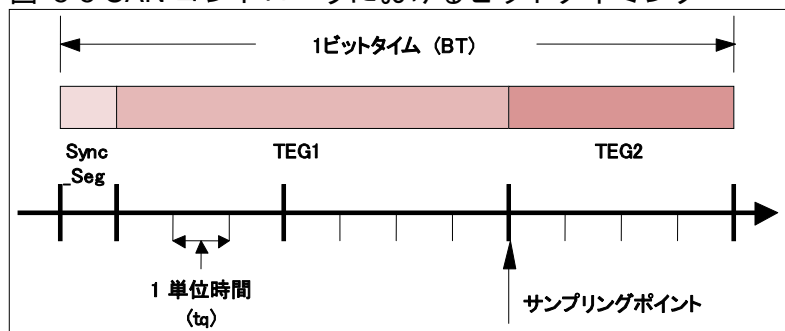 1ビットタイム (BT)
Sync
_Seg
TEG1
TEG2
1 単位時間
(tq)
サンプリングポイント